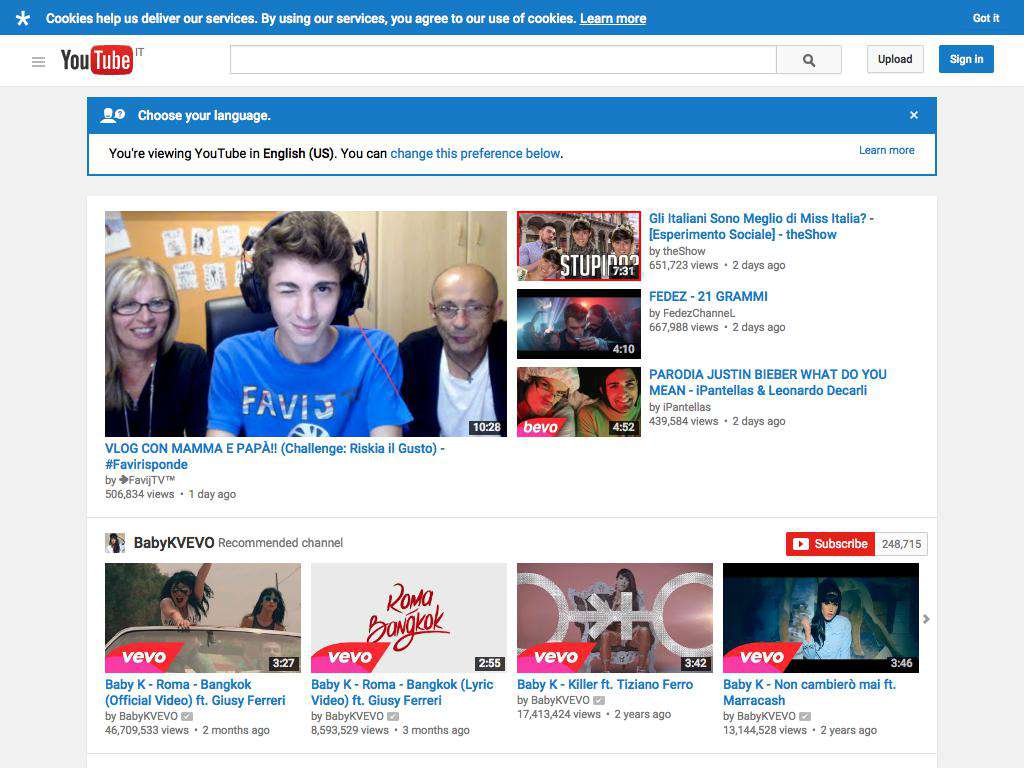 Cookies help us deliver our services. By using our services, you agree to our use of cookies. Learn more
Got it
YouTube IT
Upload
Sign in
Choose your language.
×
You're viewing YouTube in English (US). You can change this preference below.
Learn more
FAVIJ
10:28
VLOG CON MAMMA E PAPÀ!! (Challenge: Riskia il Gusto) -
#Favirisponde
by FavijTV™
506,834 views • 1 day ago
STUPIDO?
7:31
Gli Italiani Sono Meglio di Miss Italia? -
[Esperimento Sociale] - theShow
by theShow
651,723 views • 2 days ago
4:10
FEDEZ - 21 GRAMMI
by FedezChanneL
667,988 views • 2 days ago
bevo
4:52
PARODIA JUSTIN BIEBER WHAT DO YOU
MEAN - iPantellas & Leonardo Decarli
by iPantellas
439,584 views • 2 days ago
BabyKVEVO Recommended channel
Subscribe 248,715
vevo
3:27
Baby K - Roma - Bangkok
(Official Video) ft. Giusy Ferreri
by BabyKVEVO
46,709,533 views • 2 months ago
Roma
Bangkok
vevo
2:55
Baby K - Roma - Bangkok (Lyric
Video) ft. Giusy Ferreri
by BabyKVEVO
8,593,529 views • 3 months ago
vevo
3:42
Baby K - Killer ft. Tiziano Ferro
by BabyKVEVO
17,413,424 views • 2 years ago
vevo
3:46
Baby K - Non cambierò mai ft.
Marracash
by BabyKVEVO
13,144,528 views • 2 years ago